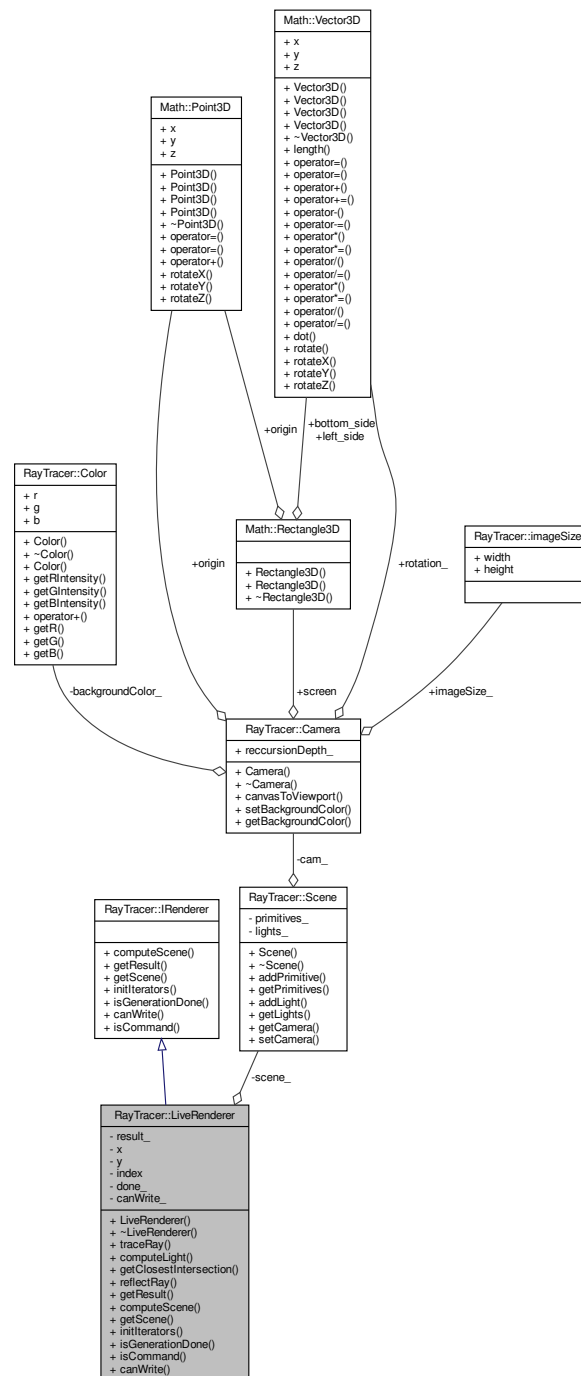 Math::Vector3D
+ x
+ y
+ z
+ Vector3D()
+ Vector3D()
+ Vector3D()
+ Vector3D()
+ ~Vector3D()
+ length()
+ operator=()
+ operator=()
+ operator+()
+ operator+=()
+ operator-()
+ operator-=()
+ operator*()
+ operator*=()
+ operator/()
+ operator/=()
+ operator*()
+ operator*=()
+ operator/()
+ operator/=()
+ dot()
+ rotate()
+ rotateX()
+ rotateY()
+ rotateZ()
Math::Point3D
+ x
+ y
+ z
+ Point3D()
+ Point3D()
+ Point3D()
+ Point3D()
+ ~Point3D()
+ operator=()
+ operator=()
+ operator+()
+ rotateX()
+ rotateY()
+ rotateZ()
+origin
+bottom_side
+left_side
RayTracer::Color
+ r
+ g
+ b
+ Color()
+ ~Color()
+ Color()
+ getRIntensity()
+ getGIntensity()
+ getBIntensity()
+ operator+()
+ getR()
+ getG()
+ getB()
+origin
Math::Rectangle3D
+ Rectangle3D()
+ Rectangle3D()
+ ~Rectangle3D()
+rotation_
RayTracer::imageSize
+ width
+ height
-backgroundColor_
+screen
+imageSize_
RayTracer::Camera
+ reccursionDepth_
+ Camera()
+ ~Camera()
+ canvasToViewport()
+ setBackgroundColor()
+ getBackgroundColor()
-cam_
RayTracer::IRenderer
+ computeScene()
+ getResult()
+ getScene()
+ initIterators()
+ isGenerationDone()
+ canWrite()
+ isCommand()
RayTracer::Scene
- primitives_
- lights_
+ Scene()
+ ~Scene()
+ addPrimitive()
+ getPrimitives()
+ addLight()
+ getLights()
+ getCamera()
+ setCamera()
-scene_
RayTracer::LiveRenderer
- result_
- x
- y
- index
- done_
- canWrite_
+ LiveRenderer()
+ ~LiveRenderer()
+ traceRay()
+ computeLight()
+ getClosestIntersection()
+ reflectRay()
+ getResult()
+ computeScene()
+ getScene()
+ initIterators()
+ isGenerationDone()
+ isCommand()
+ canWrite()